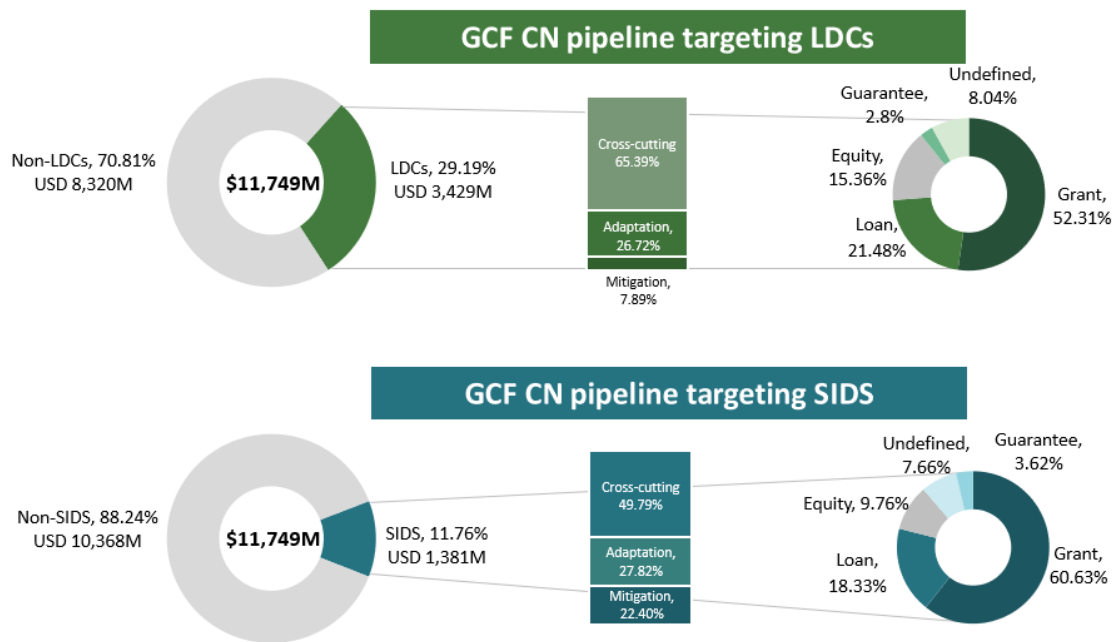 GCF CN pipeline targeting LDCs
Non-LDCs, 70.81%
USD 8,320M
$11,749M
LDCs, 29.19%
USD 3,429M
Cross-cutting
65.39%
Adaptation,
26.72%
Mitigation,
7.89%
Undefined,
8.04%
Guarantee,
2.8%
Equity,
15.36%
Loan,
21.48%
Grant,
52.31%
GCF CN pipeline targeting SIDS
Non-SIDS, 88.24%
USD 10,368M
$11,749M
SIDS, 11.76%
USD 1,381M
Cross-cutting
49.79%
Adaptation,
27.82%
Mitigation,
22.40%
Undefined,
7.66%
Guarantee,
3.62%
Equity, 9.76%
Loan,
18.33%
Grant,
60.63%